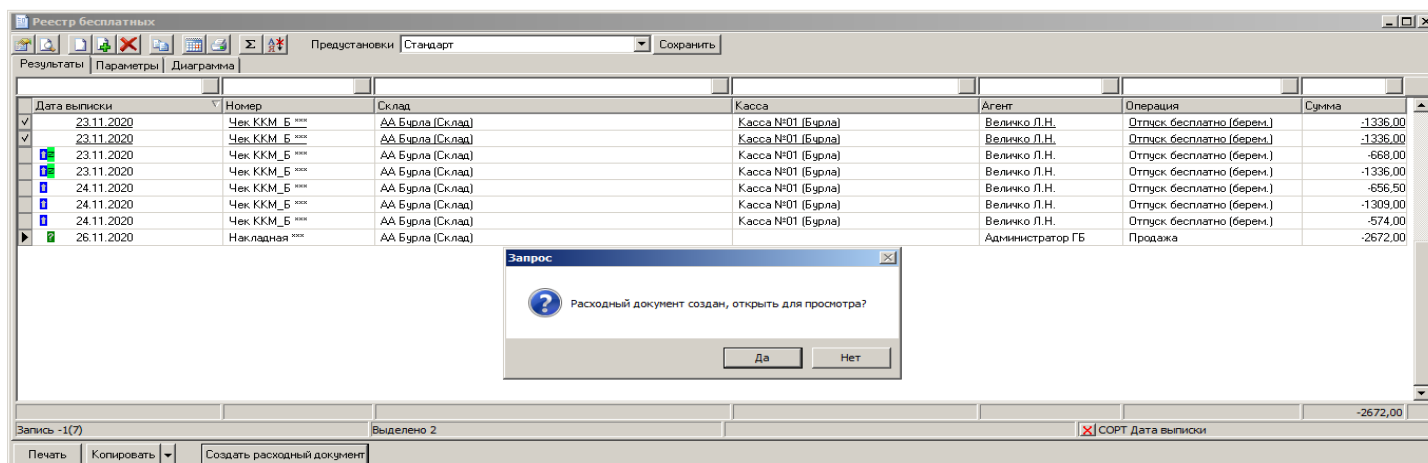 Реестр бесплатных
Предустановки Стандарт Сохранить
Результаты Параметры Диаграмма
Дата выписки Номер Склад Касса Агент Операция Сумма
23.11.2020 Чек ККМ_Б *** АА Бурла (Склад) Касса №01 (Бурла) Величко Л.Н. Отпуск бесплатно (берем.) -1336,00
23.11.2020 Чек ККМ_Б *** АА Бурла (Склад) Касса №01 (Бурла) Величко Л.Н. Отпуск бесплатно (берем.) -1336,00
23.11.2020 Чек ККМ_Б *** АА Бурла (Склад) Касса №01 (Бурла) Величко Л.Н. Отпуск бесплатно (берем.) -668,00
23.11.2020 Чек ККМ_Б *** АА Бурла (Склад) Касса №01 (Бурла) Величко Л.Н. Отпуск бесплатно (берем.) -1336,00
24.11.2020 Чек ККМ_Б *** АА Бурла (Склад) Касса №01 (Бурла) Величко Л.Н. Отпуск бесплатно (берем.) -656,50
24.11.2020 Чек ККМ_Б *** АА Бурла (Склад) Касса №01 (Бурла) Величко Л.Н. Отпуск бесплатно (берем.) -1309,00
24.11.2020 Чек ККМ_Б *** АА Бурла (Склад) Касса №01 (Бурла) Величко Л.Н. Отпуск бесплатно (берем.) -574,00
26.11.2020 Накладная *** АА Бурла (Склад) Администратор ГБ Продажа -2672,00
Запрос
Расходный документ создан, открыть для просмотра?
Да Нет
-2672,00
Запись -1(7) Выделено 2 СОРТ Дата выписки
Печать Копировать Создать расходный документ